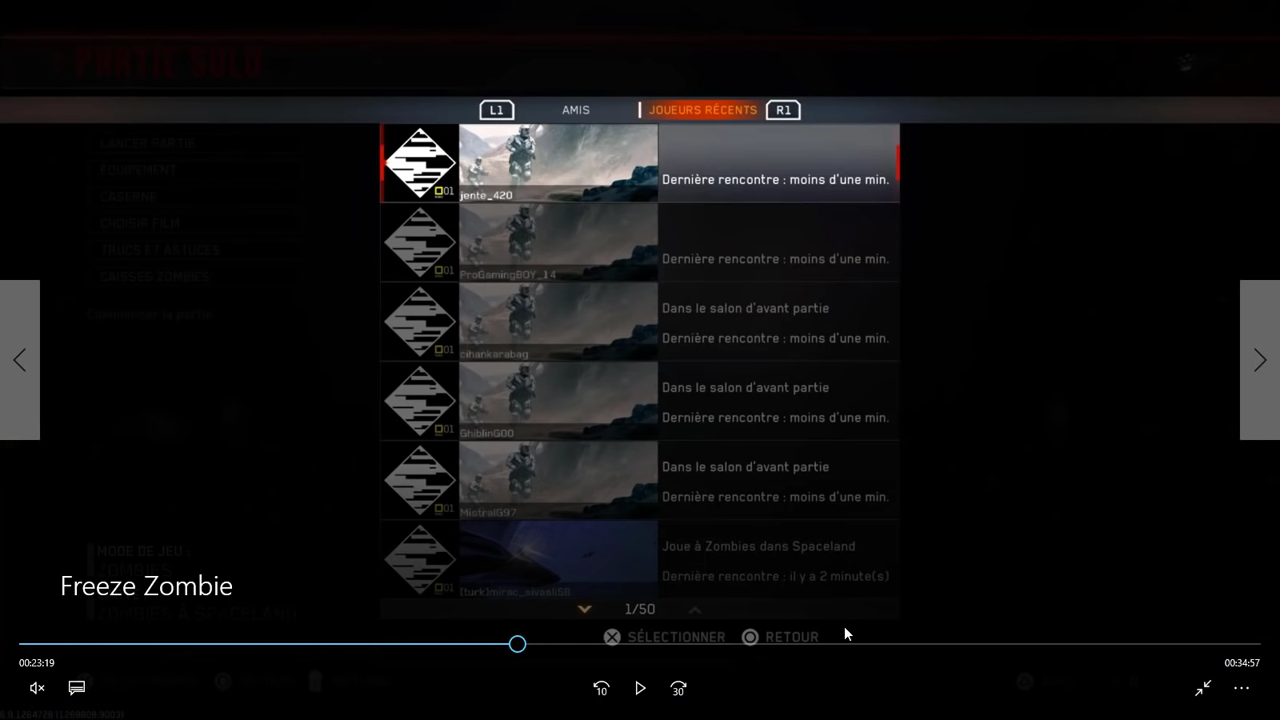 PARTIE SOLO
L1 AMIS JOUEURS RÉCENTS R1
LANCER PARTIE
ÉQUIPEMENT
CASERNE
CHOISIR FILM
TRUCS ET ASTUCES
CAISSES ZOMBIES
01 jente_420 Dernière rencontre : moins d'une min.
01 ProGamingBOY_14 Dernière rencontre : moins d'une min.
Dans le salon d'avant partie
01 cihankarabag Dernière rencontre : moins d'une min.
Dans le salon d'avant partie
01 GhiblinG00 Dernière rencontre : moins d'une min.
Dans le salon d'avant partie
01 MistralG97 Dernière rencontre : moins d'une min.
Joue à Zombies dans Spaceland
01 Dernière rencontre : il y a 2 minute(s)
MODE DE JEU :
ZOMBIES
Freeze Zombie
ZOMBIES À SPACELAND
1/50
SÉLECTIONNER RETOUR
00:23:19 00:34:57
10 30